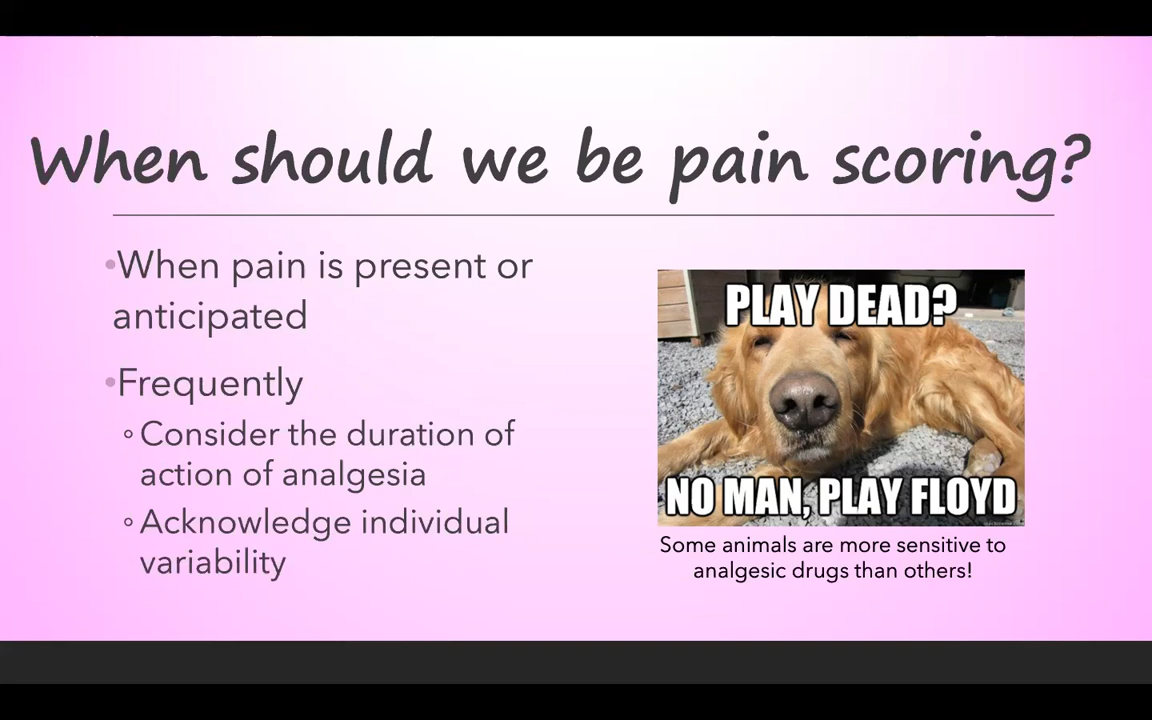 When should we be pain scoring?
•When pain is present or
anticipated
•Frequently
◦Consider the duration of
action of analgesia
◦Acknowledge individual
variability
PLAY DEAD?
NO MAN, PLAY FLOYD
Some animals are more sensitive to
analgesic drugs than others!